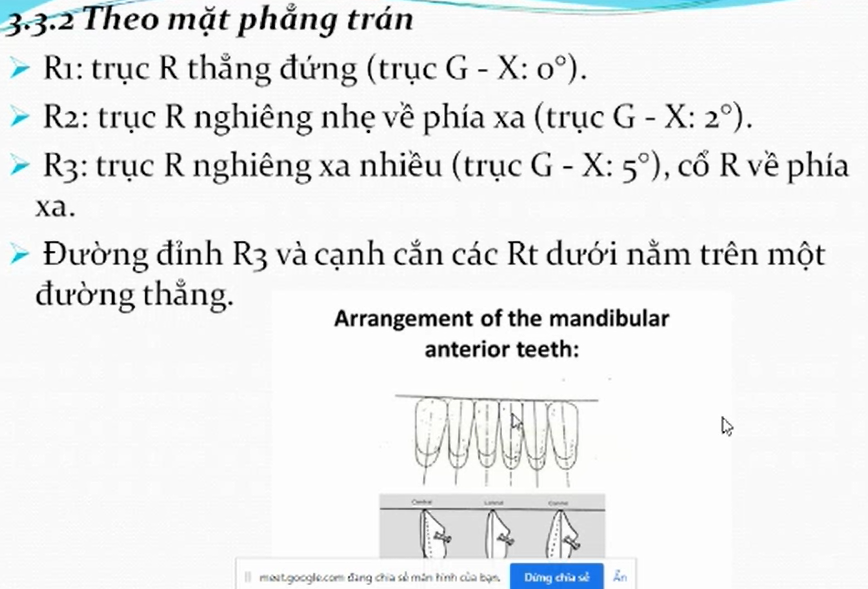 3.3.2 Theo mặt phẳng trán
R1: trục R thẳng đứng (trục G - X: 0°).
R2: trục R nghiêng nhẹ về phía xa (trục G - X: 2°).
R3: trục R nghiêng xa nhiều (trục G - X: 5°), cổ R về phía
xa.
Đường đỉnh R3 và cạnh cắn các Rt dưới nằm trên một
đường thẳng.
Arrangement of the mandibular
anterior teeth:
Central Lateral Canine
meet.google.com đang chia sẻ màn hình của bạn. Dừng chia sẻ Ẩn